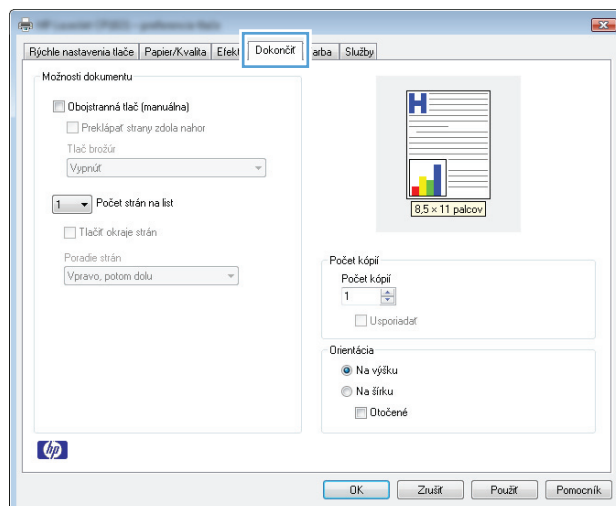 Rýchle nastavenia tlače Papier/Kvalita Efekt Dokončiť arba Služby
Možnosti dokumentu
Obojstranná tlač (manuálna)
Preklápať strany zdola nahor
Tlač brožúr
Vypnúť
1 Počet strán na list
Tlačiť okraje strán
Poradie strán
Vpravo, potom dolu
H
8,5 × 11 palcov
Počet kópií
Počet kópií
1
Usporiadať
Orientácia
Na výšku
Na šírku
Otočené
hp
OK Zrušiť Použiť Pomocník